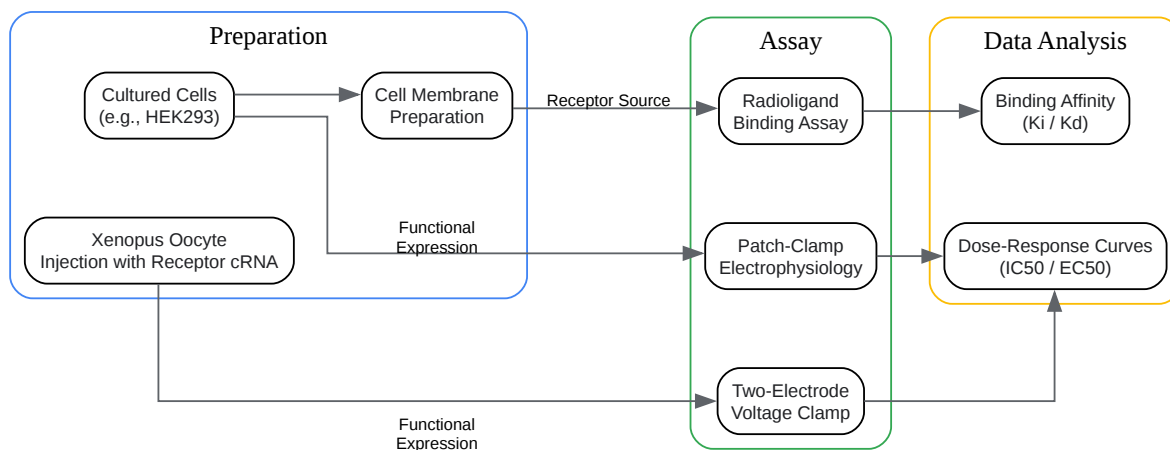 Preparation
Assay
Data Analysis
Cultured Cells
(e.g., HEK293)
Cell Membrane
Preparation
Receptor Source
Radioligand
Binding Assay
Binding Affinity
(Ki / Kd)
Xenopus Oocyte
Injection with Receptor cRNA
Functional
Expression
Patch-Clamp
Electrophysiology
Dose-Response Curves
(IC50 / EC50)
Functional
Expression
Two-Electrode
Voltage Clamp